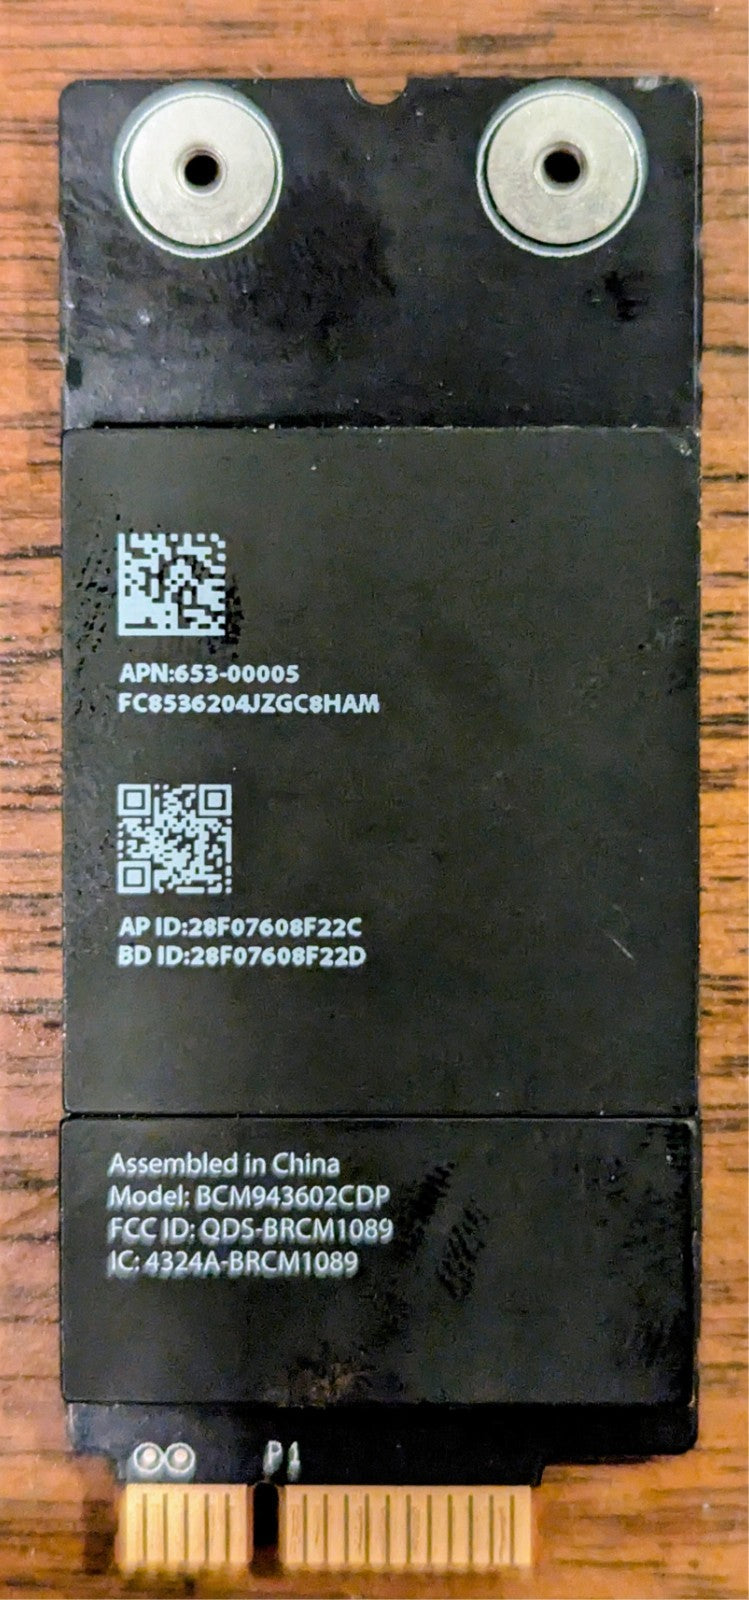 APN:653-00005
FC8536204JZGC8HAM
AP ID:28F07608F22C
BD ID:28F07608F22D
Assembled in China
Model: BCM943602CDP
FCC ID: QDS-BRCM1089
IC: 4324A-BRCM1089
P1